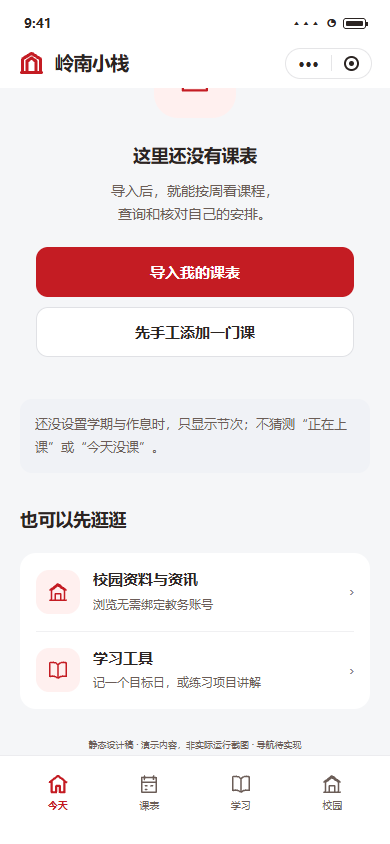 9:41
岭南小栈
这里还没有课表
导入后，就能按周看课程，
查询和核对自己的安排。
导入我的课表
先手工添加一门课
还没设置学期与作息时，只显示节次；不猜测“正在上
课”或“今天没课”。
也可以先逛逛
校园资料与资讯
浏览无需绑定教务账号
学习工具
记一个目标日，或练习项目讲解
静态设计稿 · 演示内容，非实际运行截图 · 导航待实现
今天
课表
学习
校园